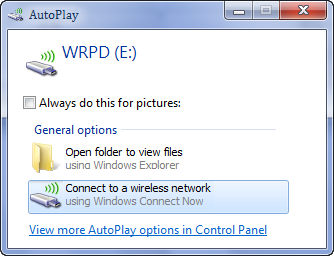 AutoPlay
WRPD (E:)
Always do this for pictures:
General options
Open folder to view files
using Windows Explorer
Connect to a wireless network
using Windows Connect Now
View more AutoPlay options in Control Panel